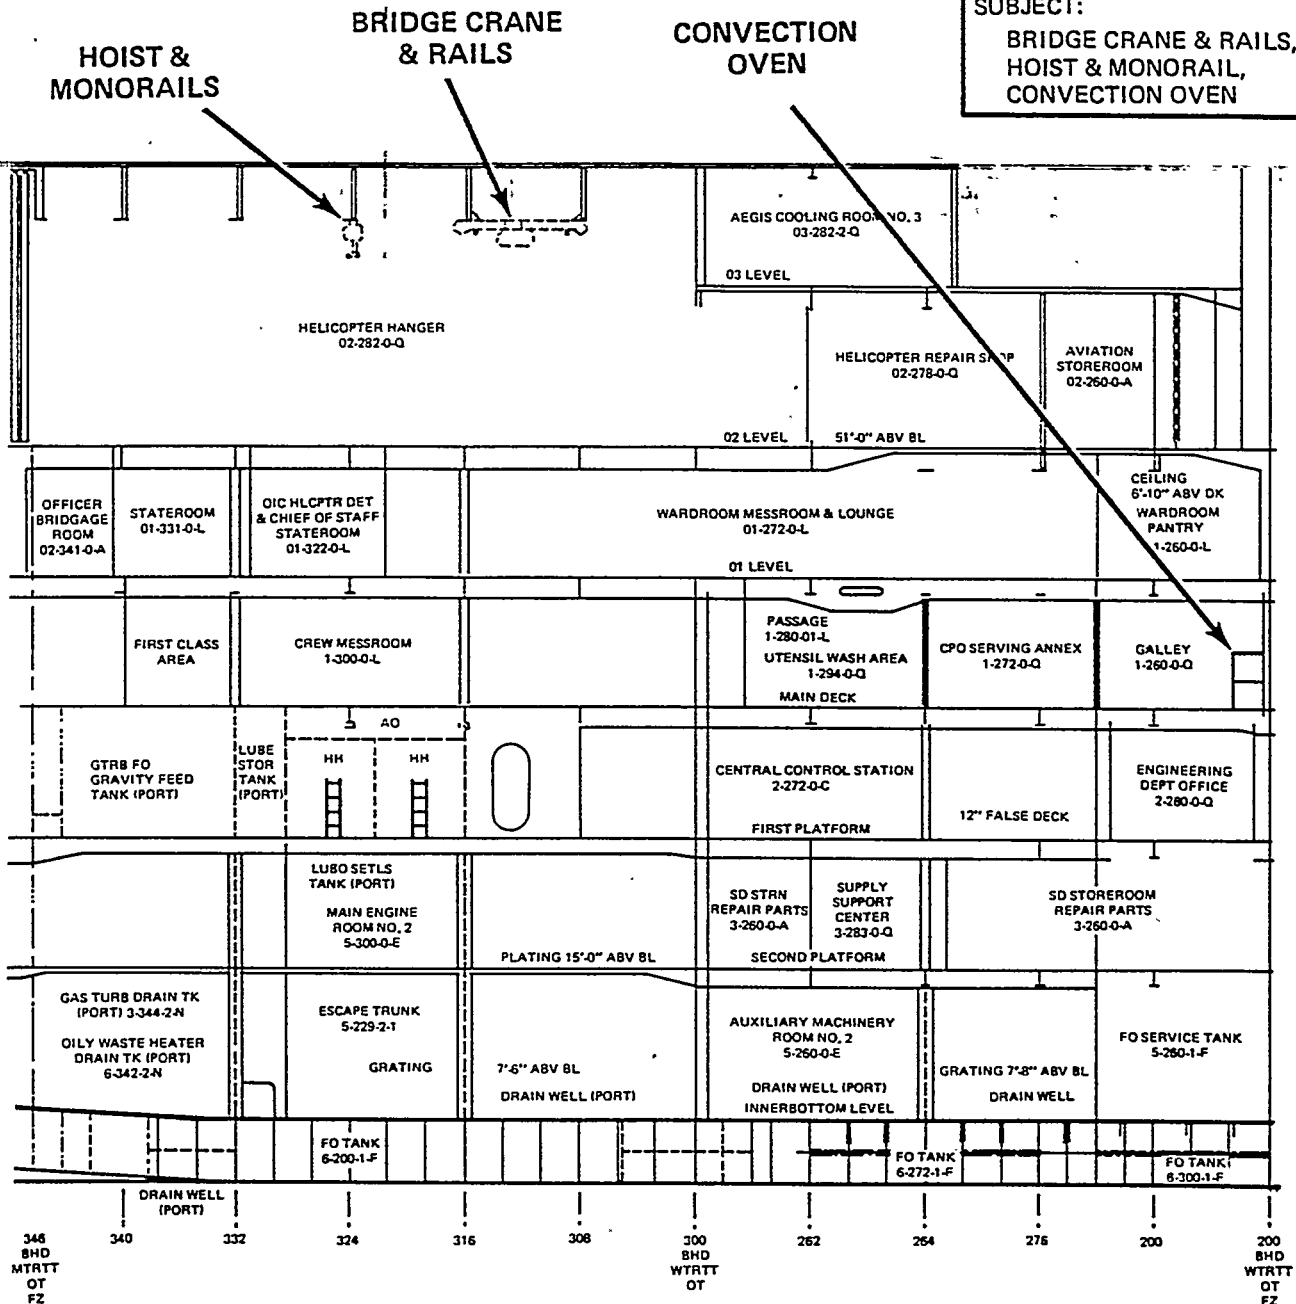 SUBJECT:
BRIDGE CRANE & RAILS,
HOIST & MONORAIL,
CONVECTION OVEN
HOIST &
MONORAILS
BRIDGE CRANE
& RAILS
CONVECTION
OVEN
AEGIS COOLING ROOM NO. 3
03-282-2-Q
03 LEVEL
HELICOPTER HANGER
02-282-0-Q
HELICOPTER REPAIR SHOP
02-278-0-Q
AVIATION
STOREROOM
02-260-0-A
02 LEVEL
51'-0" ABV BL
OFFICER
BRIDGAGE
ROOM
02-341-0-A
STATEROOM
01-331-0-L
OIC HLCPTR DET
& CHIEF OF STAFF
STATEROOM
01-322-0-L
WARDROOM MESSROOM & LOUNGE
01-272-0-L
01 LEVEL
CEILING
6'-10" ABV DK
WARDROOM
PANTRY
1-260-0-L
FIRST CLASS
AREA
CREW MESSROOM
1-300-0-L
PASSAGE
1-280-01-L
UTENSIL WASH AREA
1-294-0-Q
MAIN DECK
CPO SERVING ANNEX
1-272-0-Q
GALLEY
1-260-0-Q
GTRB FO
GRAVITY FEED
TANK (PORT)
LUBE
STOR
TANK
(PORT)
AO
HH
HH
CENTRAL CONTROL STATION
2-272-0-C
FIRST PLATFORM
12" FALSE DECK
ENGINEERING
DEPT OFFICE
2-280-0-Q
LUBO SETLS
TANK (PORT)
MAIN ENGINE
ROOM NO. 2
5-300-0-E
PLATING 15'-0" ABV BL
SD STRN
REPAIR PARTS
3-260-0-A
SUPPLY
SUPPORT
CENTER
3-283-0-Q
SECOND PLATFORM
SD STOREROOM
REPAIR PARTS
3-260-0-A
GAS TURB DRAIN TK
(PORT) 3-344-2-N
OILY WASTE HEATER
DRAIN TK (PORT)
6-342-2-N
ESCAPE TRUNK
5-229-2-T
GRATING
7'-6" ABV BL
DRAIN WELL (PORT)
AUXILIARY MACHINERY
ROOM NO. 2
5-260-0-E
DRAIN WELL (PORT)
INNERBOTTOM LEVEL
GRATING 7'-8" ABV BL
DRAIN WELL
FO SERVICE TANK
5-260-1-F
FO TANK
6-200-1-F
FO TANK
6-272-1-F
FO TANK
6-300-1-F
DRAIN WELL
(PORT)
346
BHD
MTRTT
OT
FZ
340
332
324
316
308
300
BHD
WTRTT
OT
262
264
276
200
200
BHD
WTRTT
OT
FZ